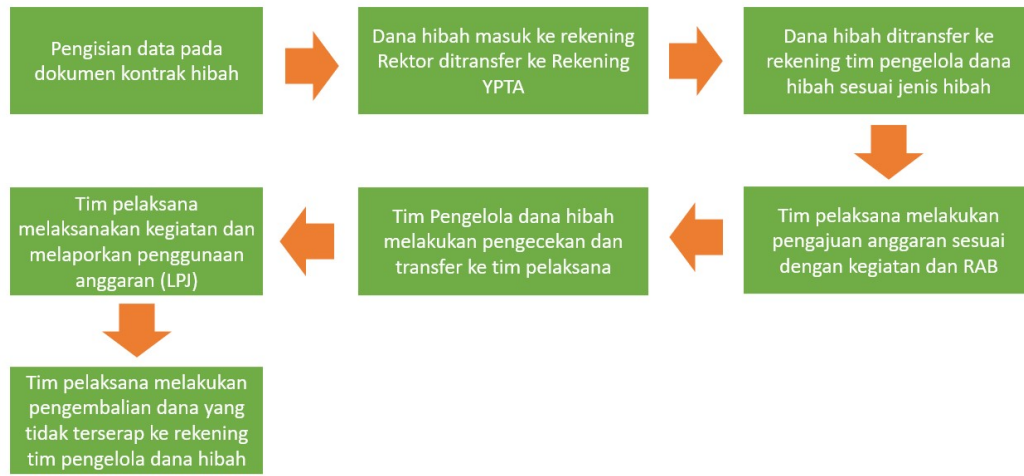 Pengisian data pada
dokumen kontrak hibah
Dana hibah masuk ke rekening
Rektor ditransfer ke Rekening
YPTA
Dana hibah ditransfer ke
rekening tim pengelola dana
hibah sesuai jenis hibah
Tim pelaksana melakukan
pengajuan anggaran sesuai
dengan kegiatan dan RAB
Tim Pengelola dana hibah
melakukan pengecekan dan
transfer ke tim pelaksana
Tim pelaksana
melaksanakan kegiatan dan
melaporkan penggunaan
anggaran (LPJ)
Tim pelaksana melakukan
pengembalian dana yang
tidak terserap ke rekening
tim pengelola dana hibah